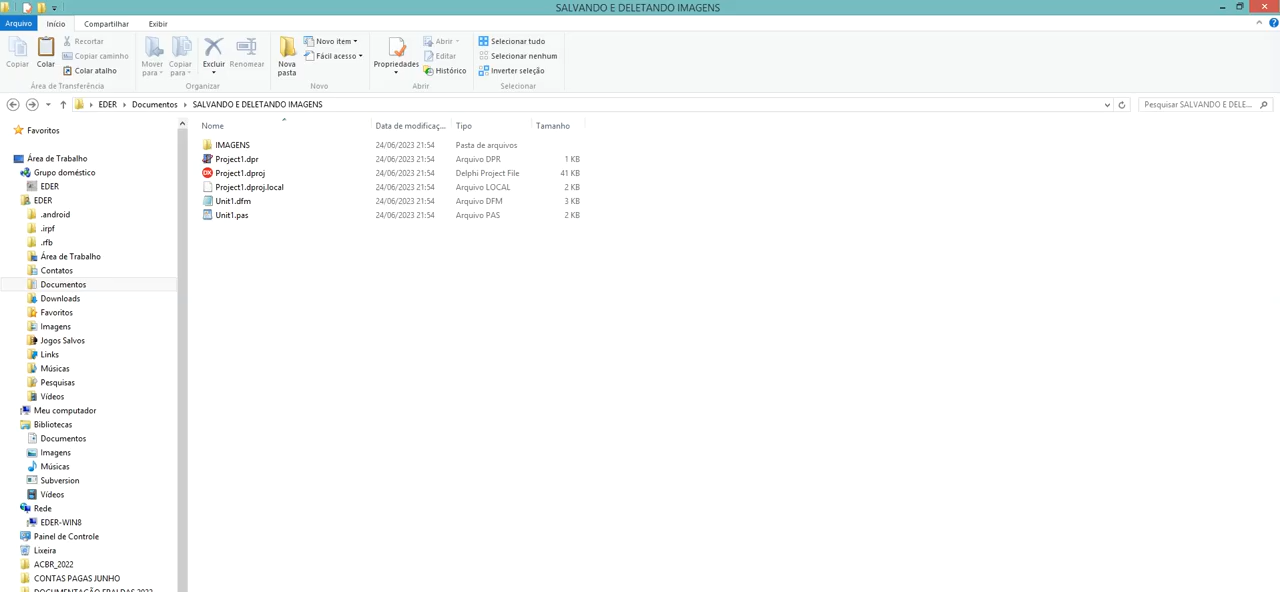 SALVANDO E DELETANDO IMAGENS
Arquivo Início Compartilhar Exibir
Copiar Colar Recortar Copiar caminho Colar atalho
Área de Transferência
Mover para Copiar para Excluir Renomear
Organizar
Nova pasta Novo item Fácil acesso
Novo
Propriedades Abrir Editar Histórico
Abrir
Selecionar tudo Selecionar nenhum Inverter seleção
Selecionar
EDER Documentos SALVANDO E DELETANDO IMAGENS
Pesquisar SALVANDO E DELE...
Favoritos
Área de Trabalho
Grupo doméstico
EDER
EDER
.android
.irpf
.rfb
Área de Trabalho
Contatos
Documentos
Downloads
Favoritos
Imagens
Jogos Salvos
Links
Músicas
Pesquisas
Vídeos
Meu computador
Bibliotecas
Documentos
Imagens
Músicas
Subversion
Vídeos
Rede
EDER-WIN8
Painel de Controle
Lixeira
ACBR_2022
CONTAS PAGAS JUNHO
Nome Data de modificaç... Tipo Tamanho
IMAGENS 24/06/2023 21:54 Pasta de arquivos
Project1.dpr 24/06/2023 21:54 Arquivo DPR 1 KB
Project1.dproj 24/06/2023 21:54 Delphi Project File 41 KB
Project1.dproj.local 24/06/2023 21:54 Arquivo LOCAL 2 KB
Unit1.dfm 24/06/2023 21:54 Arquivo DFM 3 KB
Unit1.pas 24/06/2023 21:54 Arquivo PAS 2 KB